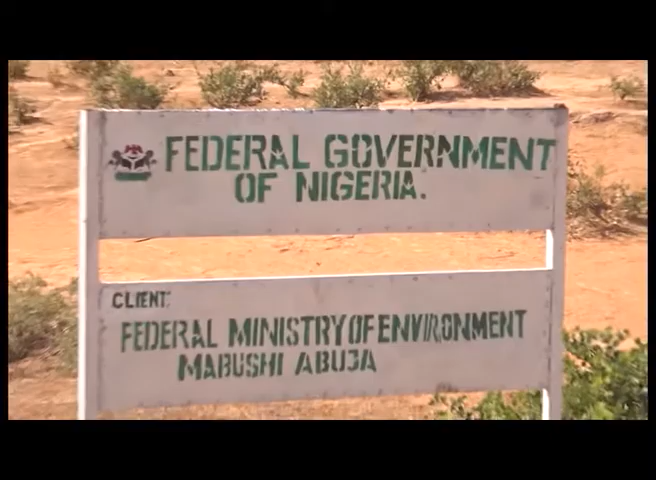 FEDERAL GOVERNMENT
OF NIGERIA.
CLIENT:
FEDERAL MINISTRY OF ENVIRONMENT
MABUSHI ABUJA